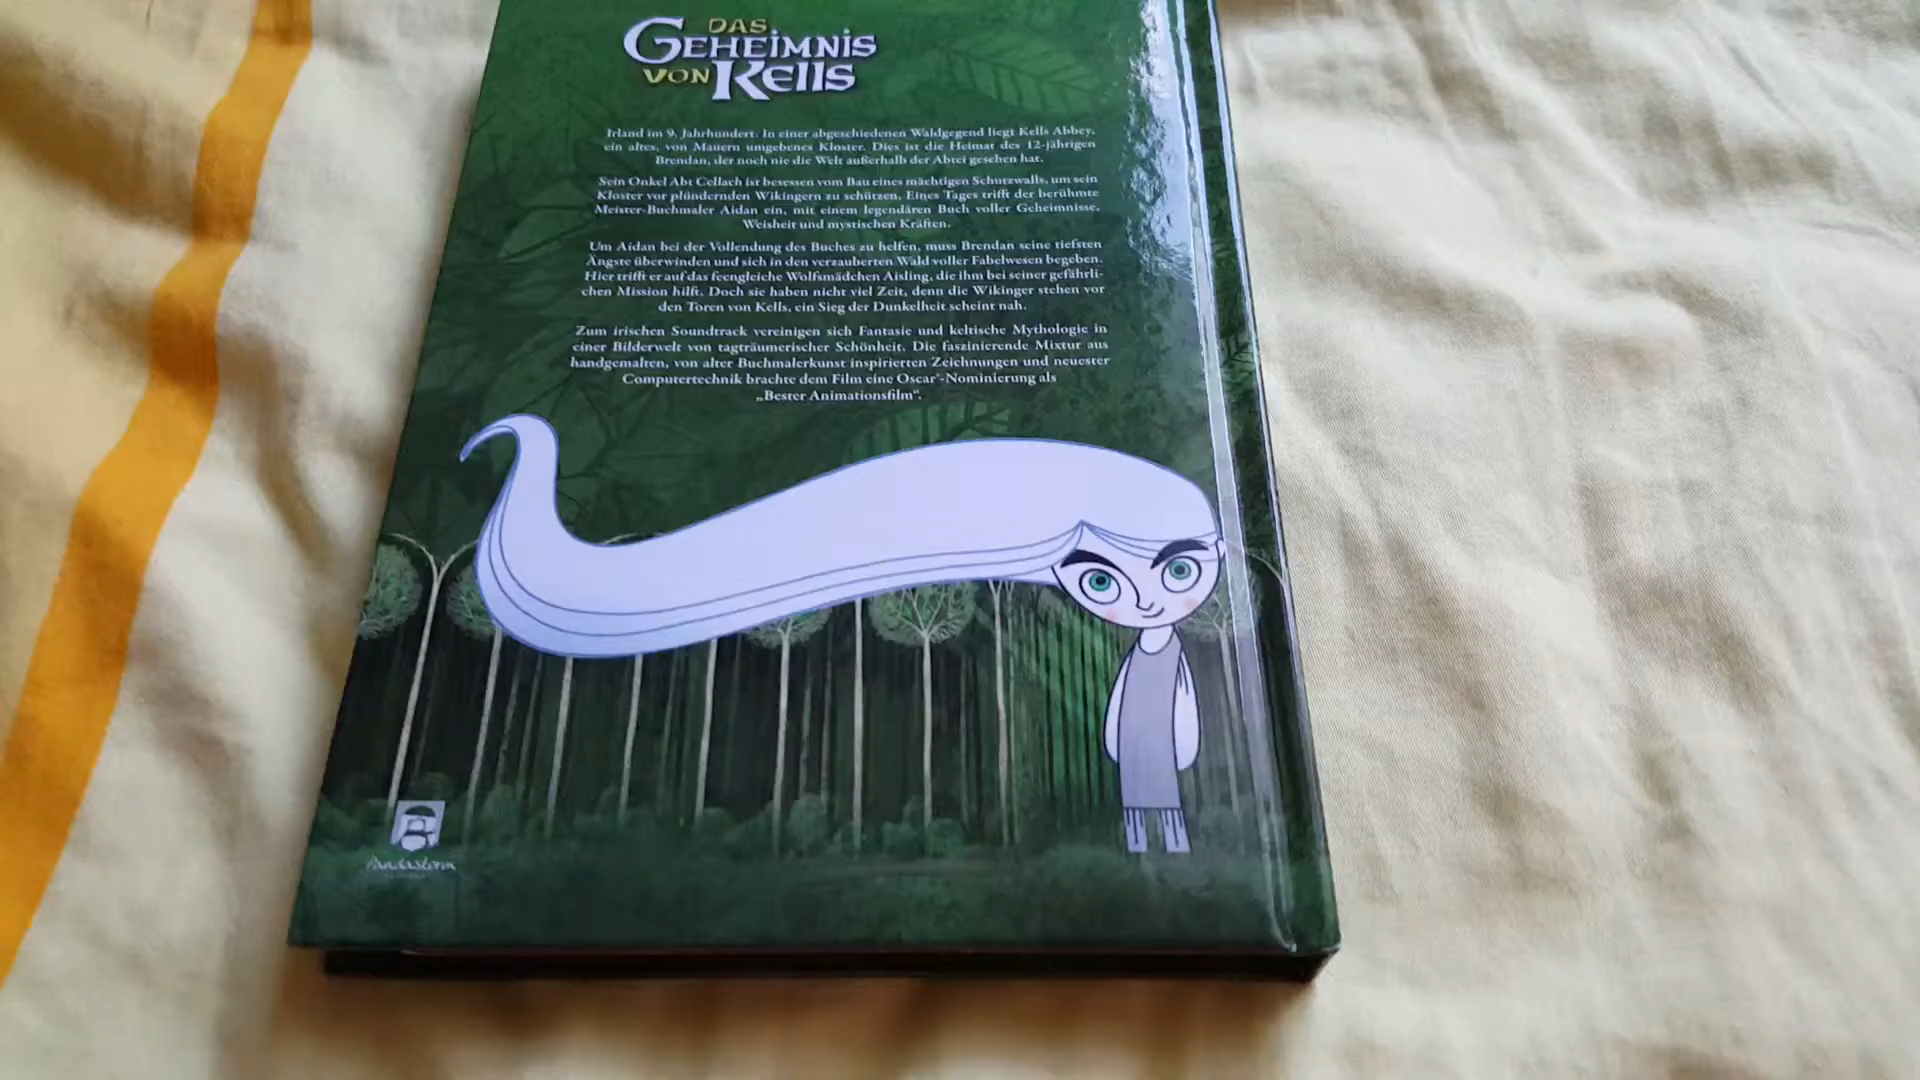 DAS
GEHEIMNIS
VON Kells
Irland im 9. Jahrhundert. In einer abgeschiedenen Waldgegend liegt Kells Abbey,
ein altes, von Mauern umgebenes Kloster. Dies ist die Heimat des 12-jährigen
Brendan, der noch nie die Welt außerhalb der Abtei gesehen hat.
Sein Onkel Abt Cellach ist besessen vom Bau eines mächtigen Schutzwalls, um sein
Kloster vor plündernden Wikingern zu schützen. Eines Tages trifft der berühmte
Meister-Buchmaler Aidan ein, mit einem legendären Buch voller Geheimnisse,
Weisheit und mystischen Kräften.
Um Aidan bei der Vollendung des Buches zu helfen, muss Brendan seine tiefsten
Ängste überwinden und sich in den verzauberten Wald voller Fabelwesen begeben.
Hier trifft er auf das feengleiche Wolfsmädchen Aisling, die ihm bei seiner gefährli-
chen Mission hilft. Doch sie haben nicht viel Zeit, denn die Wikinger stehen vor
den Toren von Kells, ein Sieg der Dunkelheit scheint nah.
Zum irischen Soundtrack vereinigen sich Fantasie und keltische Mythologie in
einer Bilderwelt von tagträumerischer Schönheit. Die faszinierende Mixtur aus
handgemalten, von alter Buchmalerkunst inspirierten Zeichnungen und neuester
Computertechnik brachte dem Film eine Oscar®-Nominierung als
„Bester Animationsfilm“.
Pandastorm